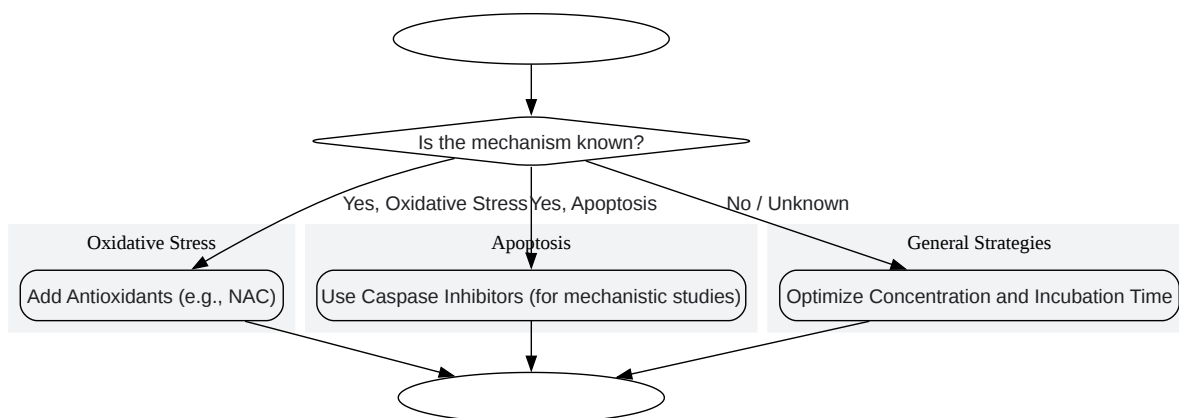 Is the mechanism known?
Yes, Oxidative Stress
Yes, Apoptosis
No / Unknown
Oxidative Stress
Apoptosis
General Strategies
Add Antioxidants (e.g., NAC)
Use Caspase Inhibitors (for mechanistic studies)
Optimize Concentration and Incubation Time